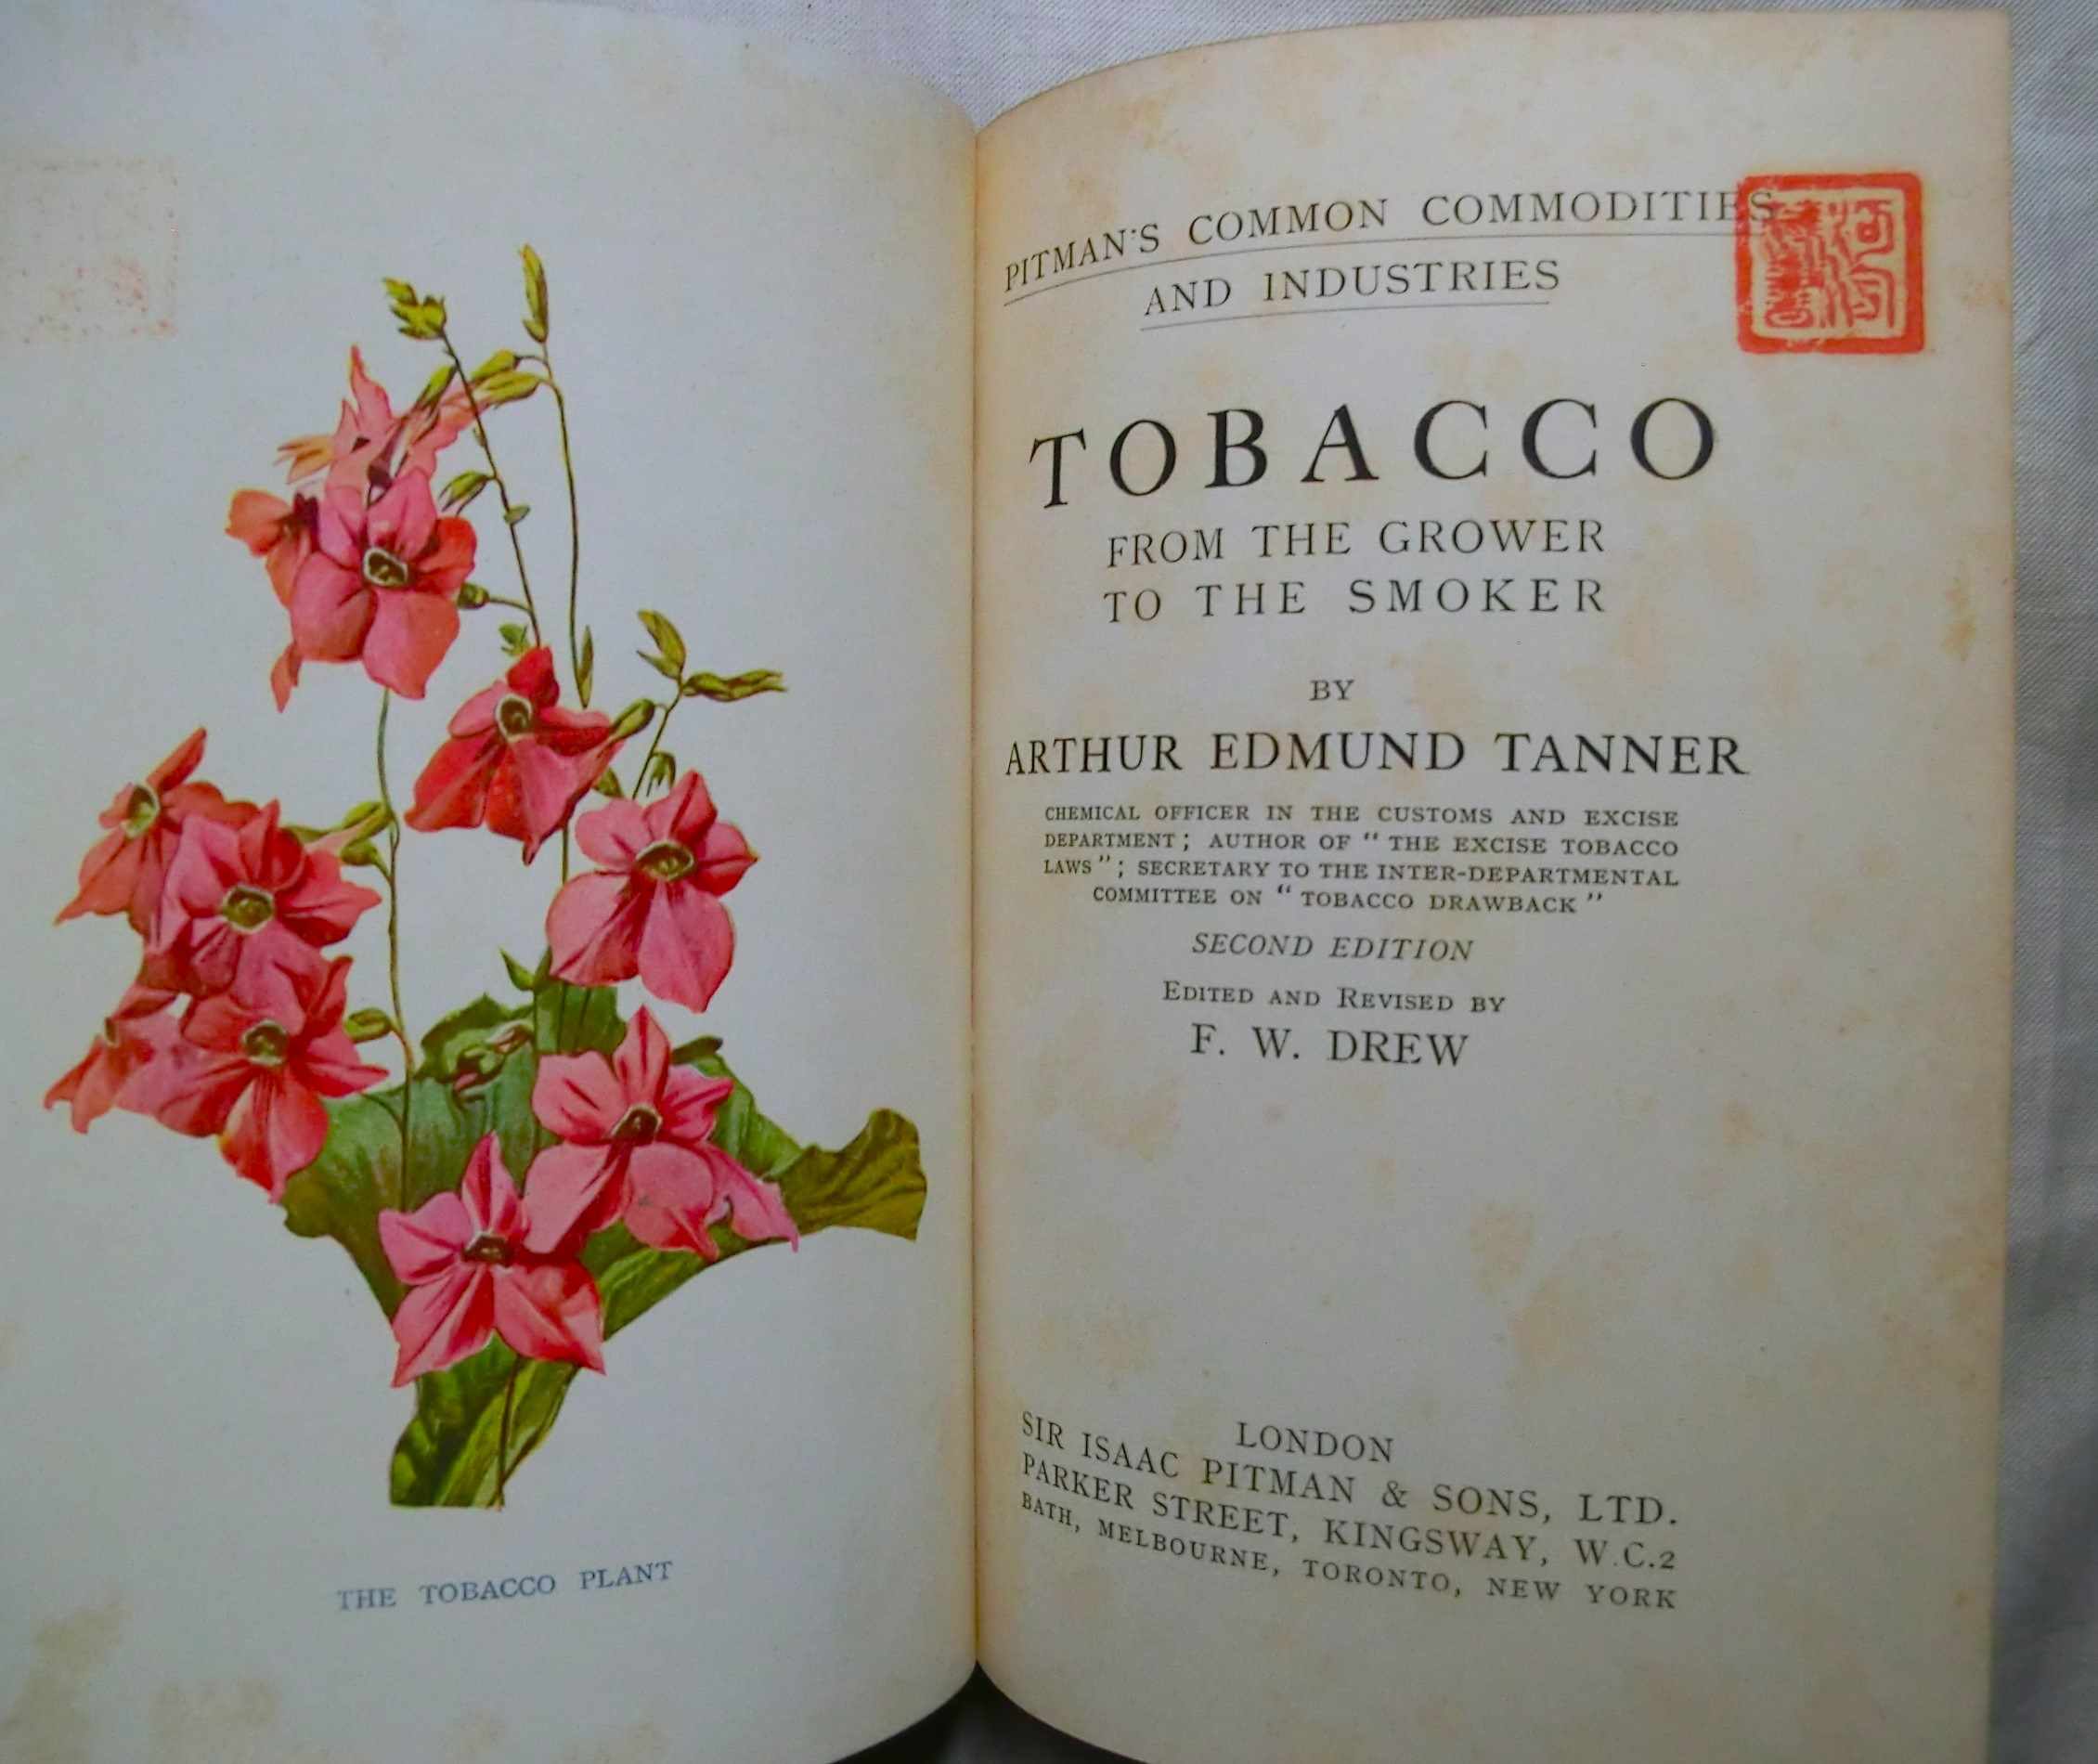 THE TOBACCO PLANT
PITMAN'S COMMON COMMODITIES
AND INDUSTRIES
TOBACCO
FROM THE GROWER
TO THE SMOKER
BY
ARTHUR EDMUND TANNER
CHEMICAL OFFICER IN THE CUSTOMS AND EXCISE
DEPARTMENT; AUTHOR OF "THE EXCISE TOBACCO
LAWS"; SECRETARY TO THE INTER-DEPARTMENTAL
COMMITTEE ON "TOBACCO DRAWBACK"
SECOND EDITION
EDITED AND REVISED BY
F. W. DREW
LONDON
SIR ISAAC PITMAN & SONS, LTD.
PARKER STREET, KINGSWAY, W.C.2
BATH, MELBOURNE, TORONTO, NEW YORK